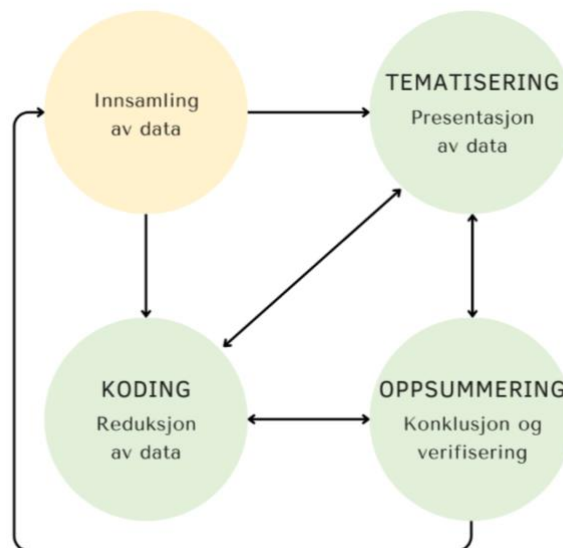 Innsamling
av data
TEMATISERING
Presentasjon
av data
KODING
Reduksjon
av data
OPPSUMMERING
Konklusjon og
verifisering